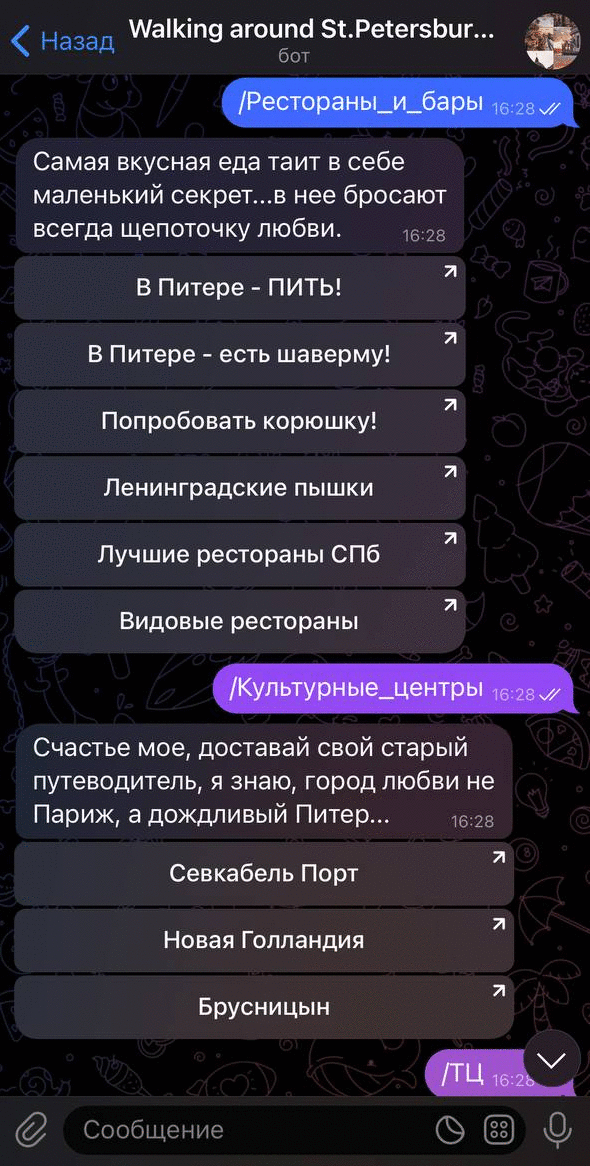 Назад
Walking around St.Petersbur...
бот
/Рестораны_и_бары 16:28
Самая вкусная еда таит в себе
маленький секрет...в нее бросают
всегда щепоточку любви. 16:28
В Питере - ПИТЬ!
В Питере - есть шаверму!
Попробовать корюшку!
Ленинградские пышки
Лучшие рестораны СПб
Видовые рестораны
/Культурные_центры 16:28
Счастье мое, доставай свой старый
путеводитель, я знаю, город любви не
Париж, а дождливый Питер... 16:28
Севкабель Порт
Новая Голландия
Брусницын
/ТЦ 16:28
Сообщение